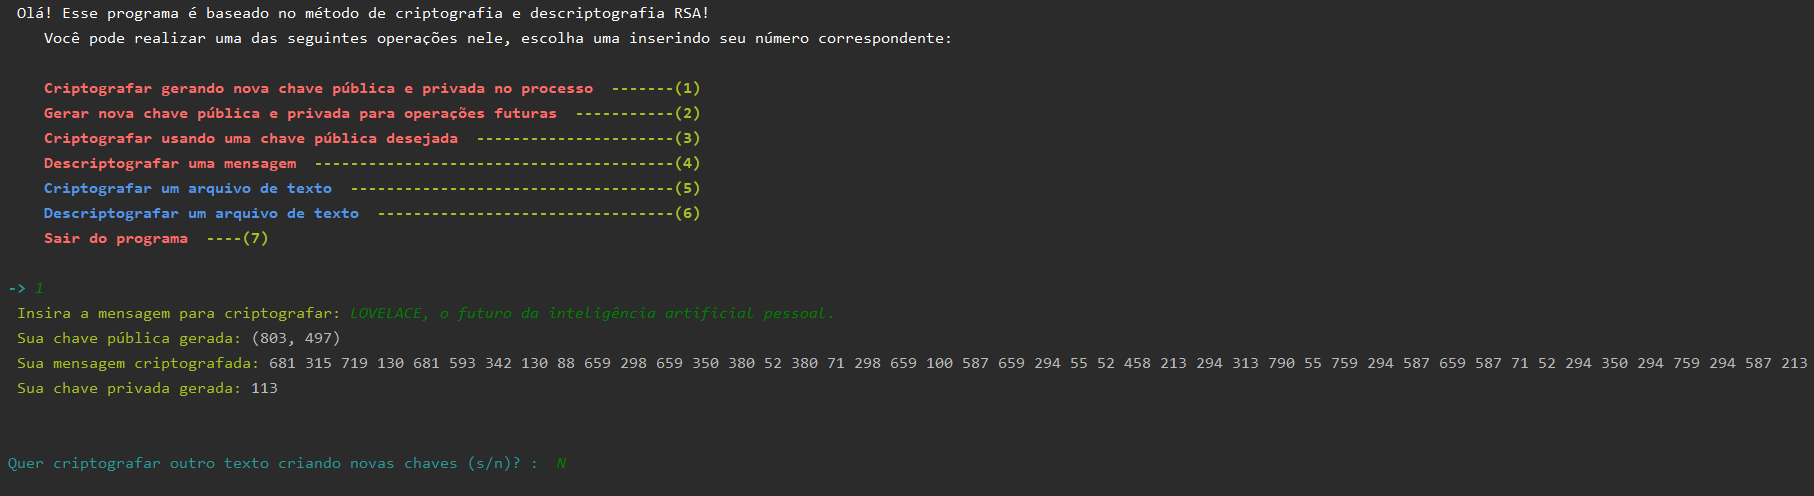 Olá! Esse programa é baseado no método de criptografia e descriptografia RSA!
Você pode realizar uma das seguintes operações nele, escolha uma inserindo seu número correspondente:
Criptografar gerando nova chave pública e privada no processo -------(1)
Gerar nova chave pública e privada para operações futuras -----------(2)
Criptografar usando uma chave pública desejada ----------------------(3)
Descriptografar uma mensagem ----------------------------------------(4)
Criptografar um arquivo de texto ------------------------------------(5)
Descriptografar um arquivo de texto ---------------------------------(6)
Sair do programa ----(7)
-> 1
Insira a mensagem para criptografar: LOVELACE, o futuro da inteligência artificial pessoal.
Sua chave pública gerada: (803, 497)
Sua mensagem criptografada: 681 315 719 130 681 593 342 130 88 659 298 659 350 380 52 380 71 298 659 100 587 659 294 55 52 458 213 294 313 790 55 759 294 587 659 587 71 52 294 350 294 759 294 587 213
Sua chave privada gerada: 113
Quer criptografar outro texto criando novas chaves (s/n)? : N